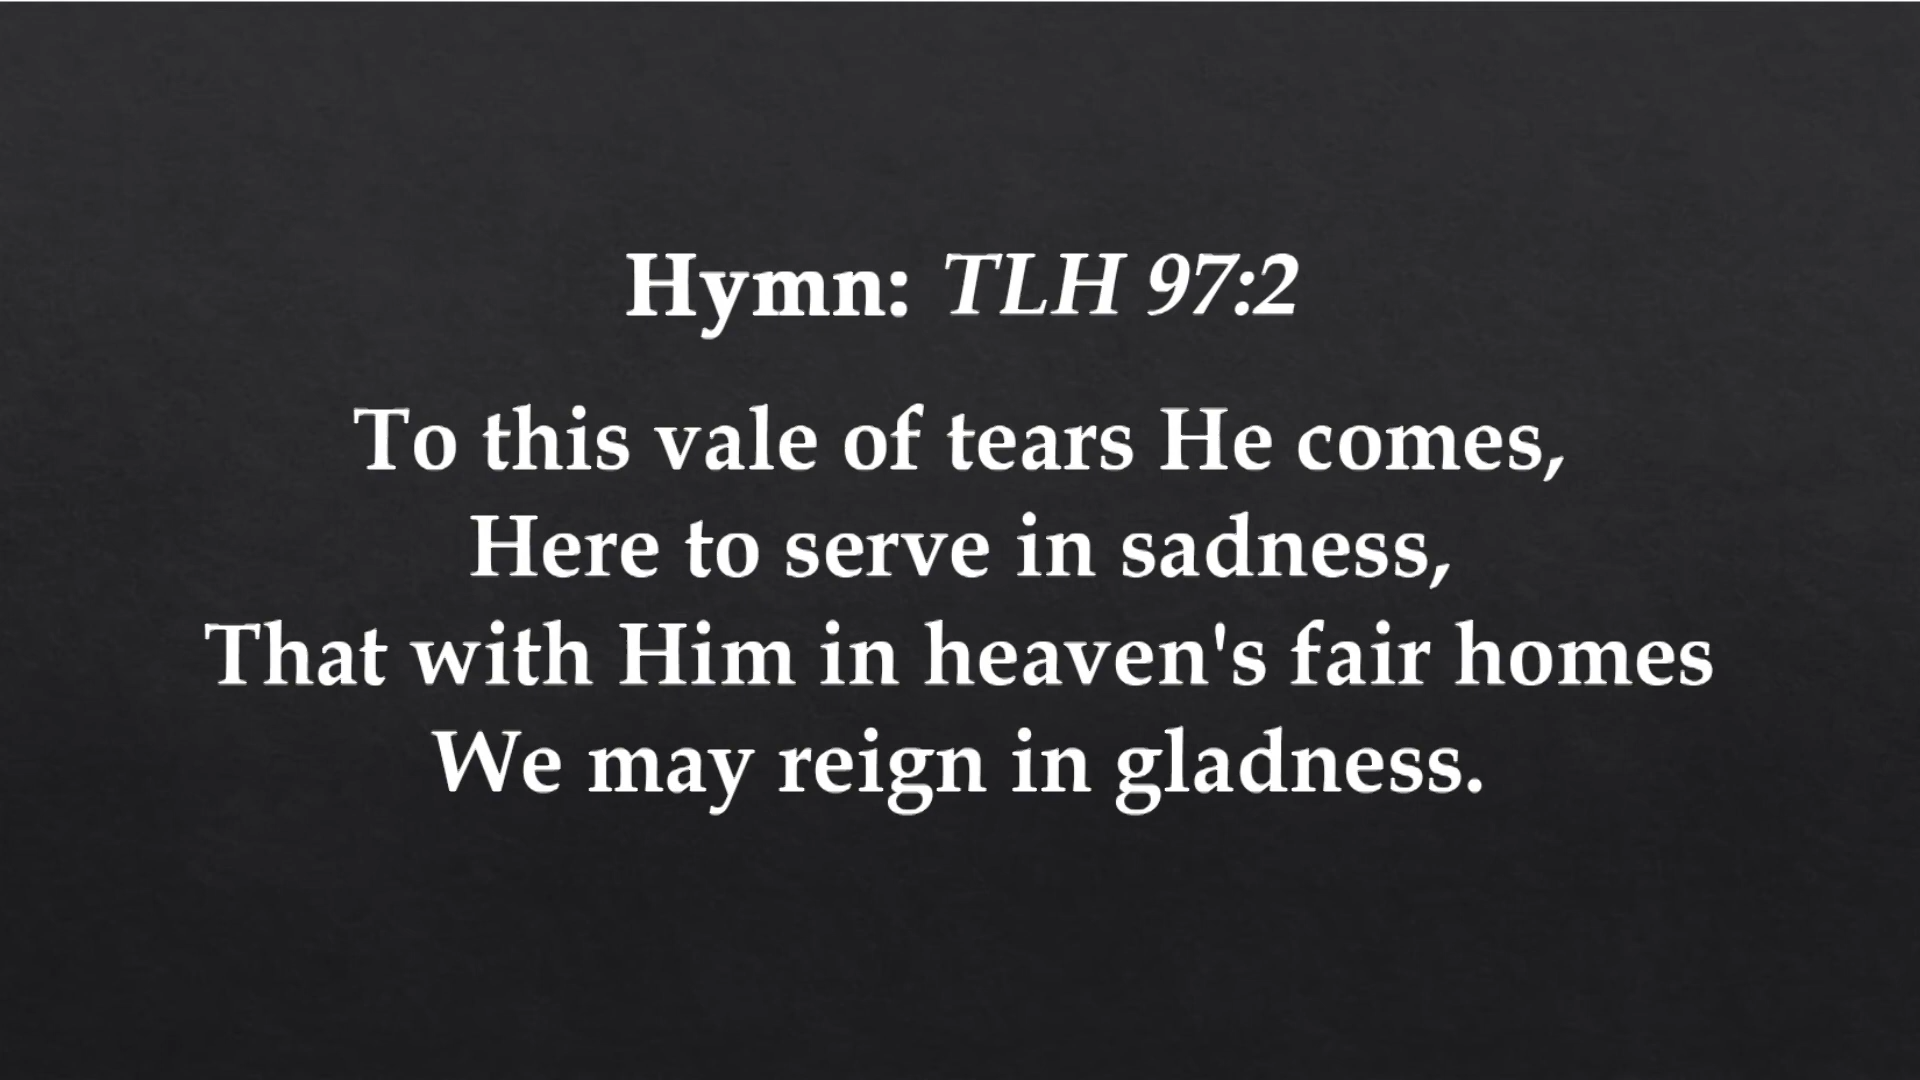 Hymn: TLH 97:2
To this vale of tears He comes,
Here to serve in sadness,
That with Him in heaven's fair homes
We may reign in gladness.